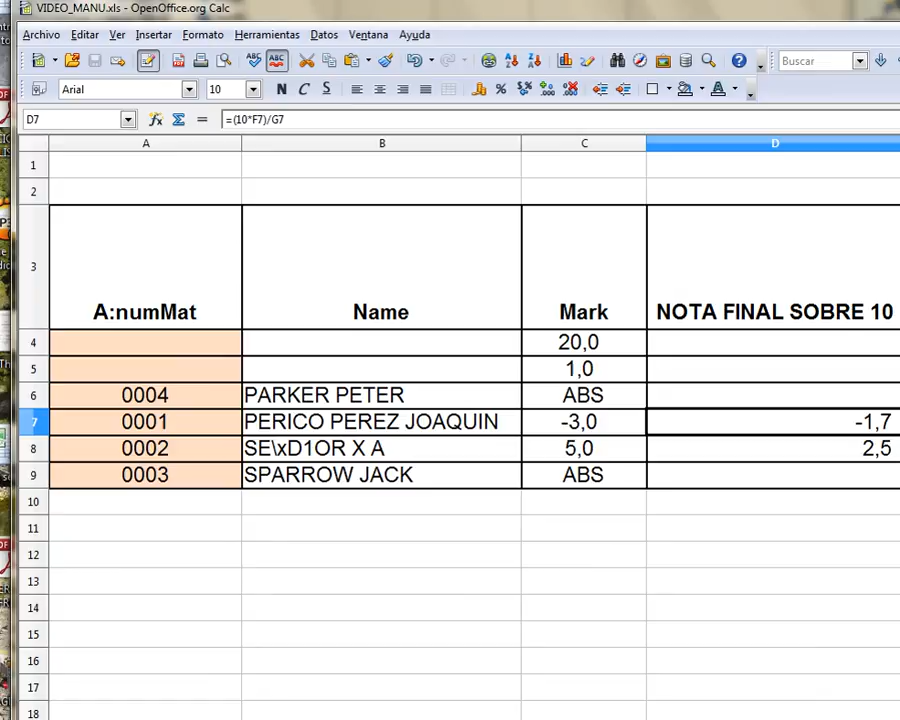 VIDEO_MANU.xls - OpenOffice.org Calc
Archivo Editar Ver Insertar Formato Herramientas Datos Ventana Ayuda
Buscar
Arial 10 N C S
D7 =(10*F7)/G7
A B C D
1
2
3 A:numMat Name Mark NOTA FINAL SOBRE 10
4 20,0
5 1,0
6 0004 PARKER PETER ABS
7 0001 PERICO PEREZ JOAQUIN -3,0 -1,7
8 0002 SE\xD1OR X A 5,0 2,5
9 0003 SPARROW JACK ABS
10
11
12
13
14
15
16
17
18